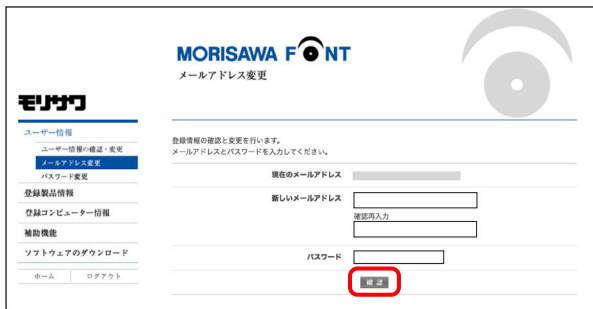 MORISAWA FONT
メールアドレス変更
モリサワ
ユーザー情報
ユーザー情報の確認・変更
メールアドレス変更
パスワード変更
登録製品情報
登録コンピューター情報
補助機能
ソフトウェアのダウンロード
ホーム ログアウト
登録情報の確認と変更を行います。
メールアドレスとパスワードを入力してください。
現在のメールアドレス
新しいメールアドレス
確認再入力
パスワード
確認